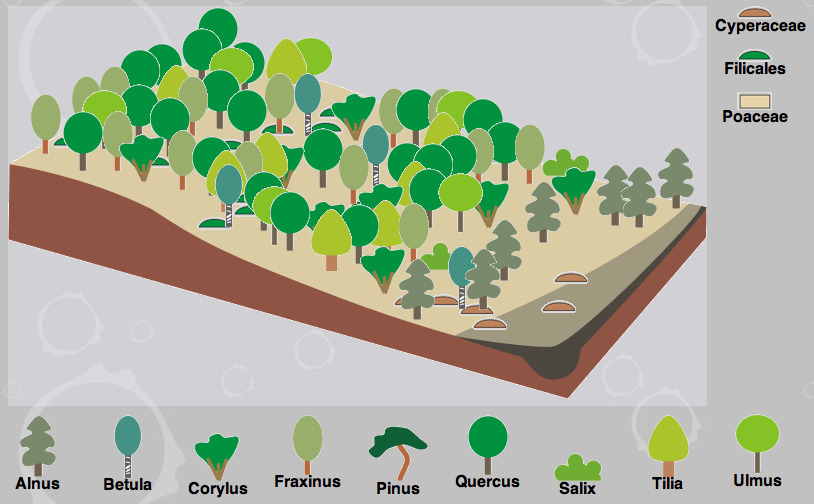 Cyperaceae
Filicales
Poaceae
Alnus
Betula
Corylus
Fraxinus
Pinus
Quercus
Salix
Tilia
Ulmus